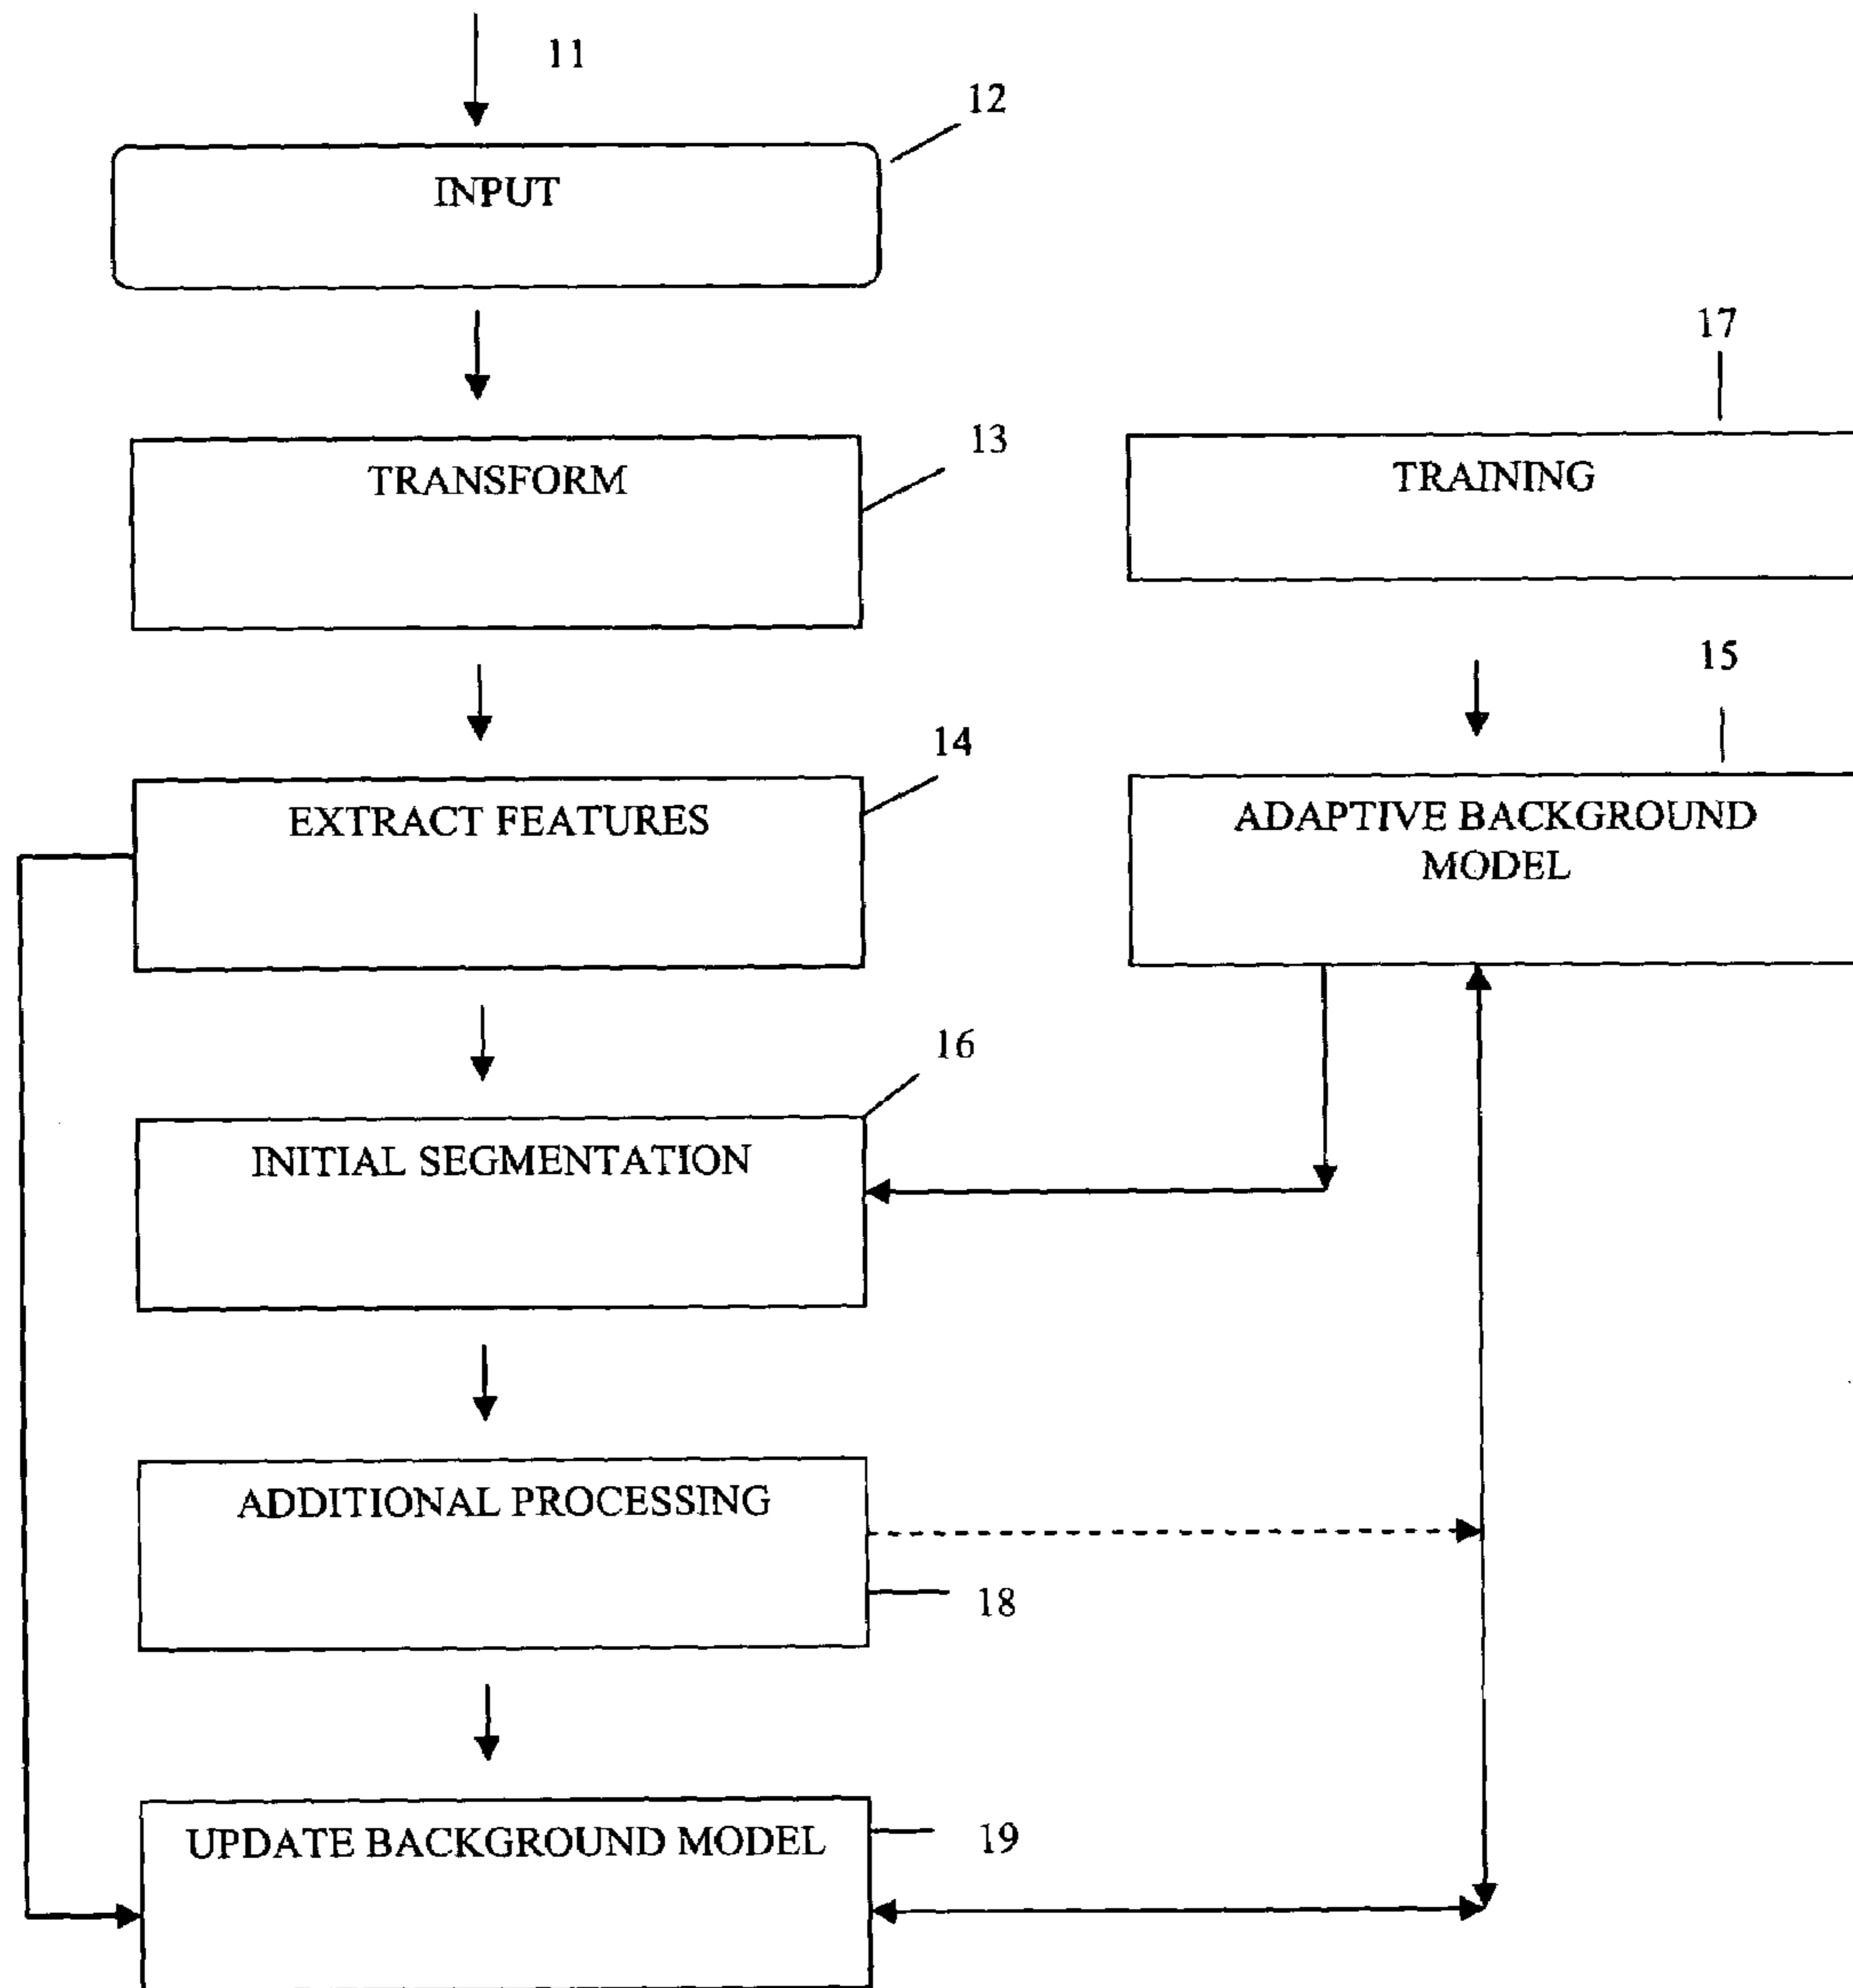 11
12
INPUT
17
13
TRANSFORM
TRAINING
15
14
EXTRACT FEATURES
ADAPTIVE BACKGROUND
MODEL
16
INITIAL SEGMENTATION
ADDITIONAL PROCESSING
18
UPDATE BACKGROUND MODEL
19